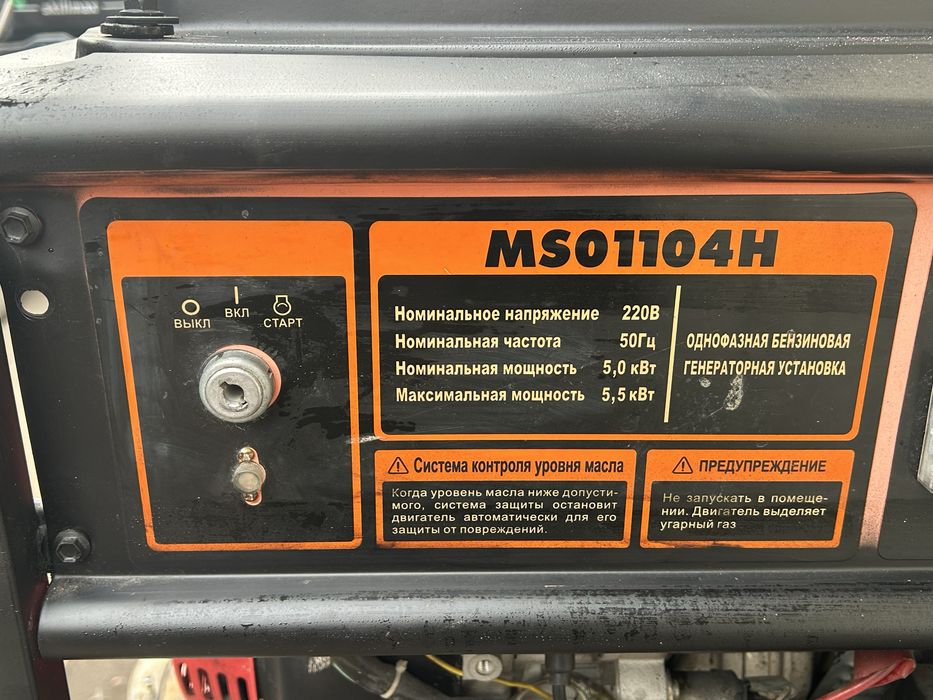 MS01104H
ВЫКЛ
ВКЛ
СТАРТ
Номинальное напряжение 220В
Номинальная частота 50Гц
Номинальная мощность 5,0 кВт
Максимальная мощность 5,5 кВт
ОДНОФАЗНАЯ БЕНЗИНОВАЯ
ГЕНЕРАТОРНАЯ УСТАНОВКА
Система контроля уровня масла
Когда уровень масла ниже допусти-
мого, система защиты остановит
двигатель автоматически для его
защиты от повреждений.
ПРЕДУПРЕЖДЕНИЕ
Не запускать в помеще-
нии. Двигатель выделяет
угарный газ